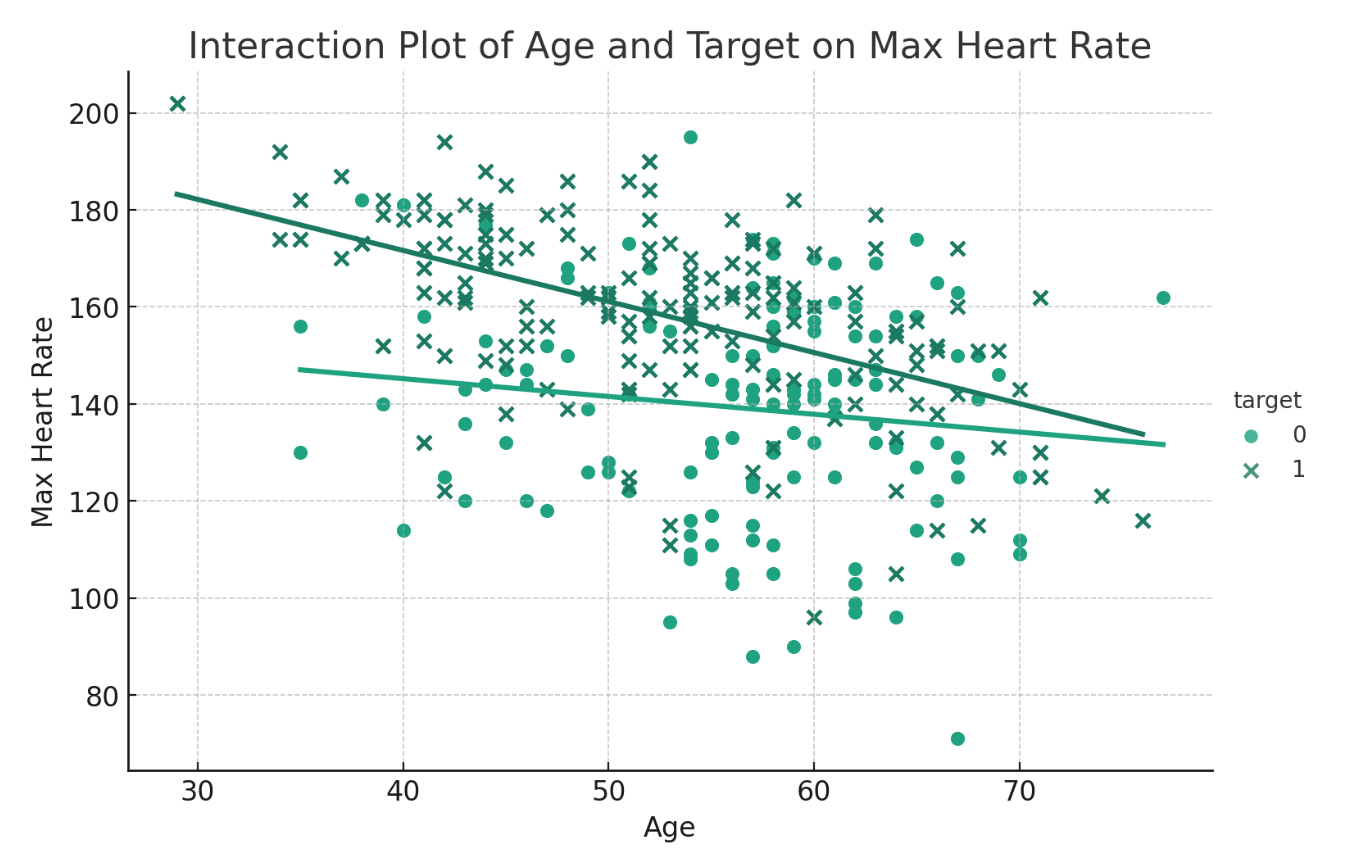 Interaction Plot of Age and Target on Max Heart Rate
Max Heart Rate
200
180
160
140
120
100
80
30 40 50 60 70
Age
target
0
1